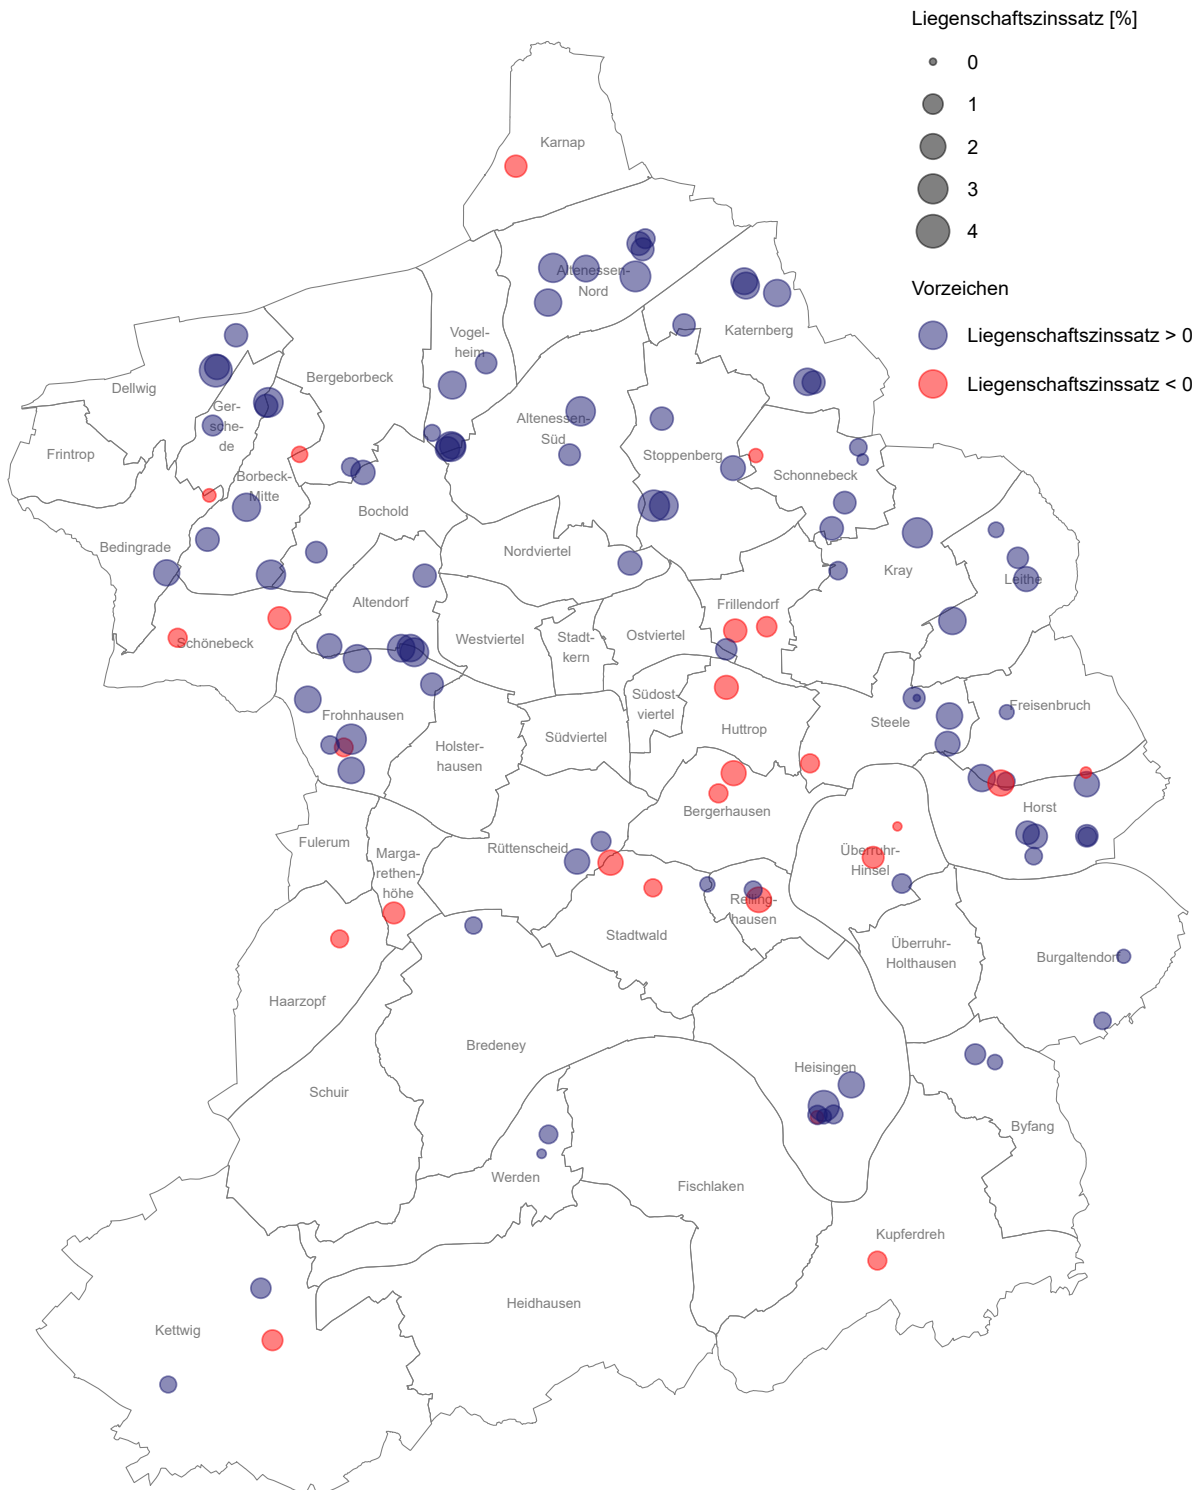 Liegenschaftszinssatz [%]
0
1
2
3
4
Vorzeichen
Liegenschaftszinssatz > 0
Liegenschaftszinssatz < 0
Karnap
Altenessen-
Nord
Vogel-
heim
Katernberg
Bergeborbeck
Dellwig
Ger-
sche-
de
Altenessen-
Süd
Frintrop
Stoppenberg
Schonnebeck
Borbeck-
Mitte
Bochold
Bedingrade
Nordviertel
Kray
Leithe
Altendorf
Frillendorf
Schönebeck
Westviertel
Stadt-
kern
Ostviertel
Südost-
viertel
Freisenbruch
Frohnhausen
Steele
Huttrop
Südviertel
Holster-
hausen
Horst
Bergerhausen
Fulerum
Marga-
rethen-
höhe
Rüttenscheid
Überruhr-
Hinsel
Relling-
hausen
Stadtwald
Überruhr-
Holthausen
Burgaltendorf
Haarzopf
Bredeney
Heisingen
Schuir
Byfang
Werden
Fischlaken
Kupferdreh
Heidhausen
Kettwig